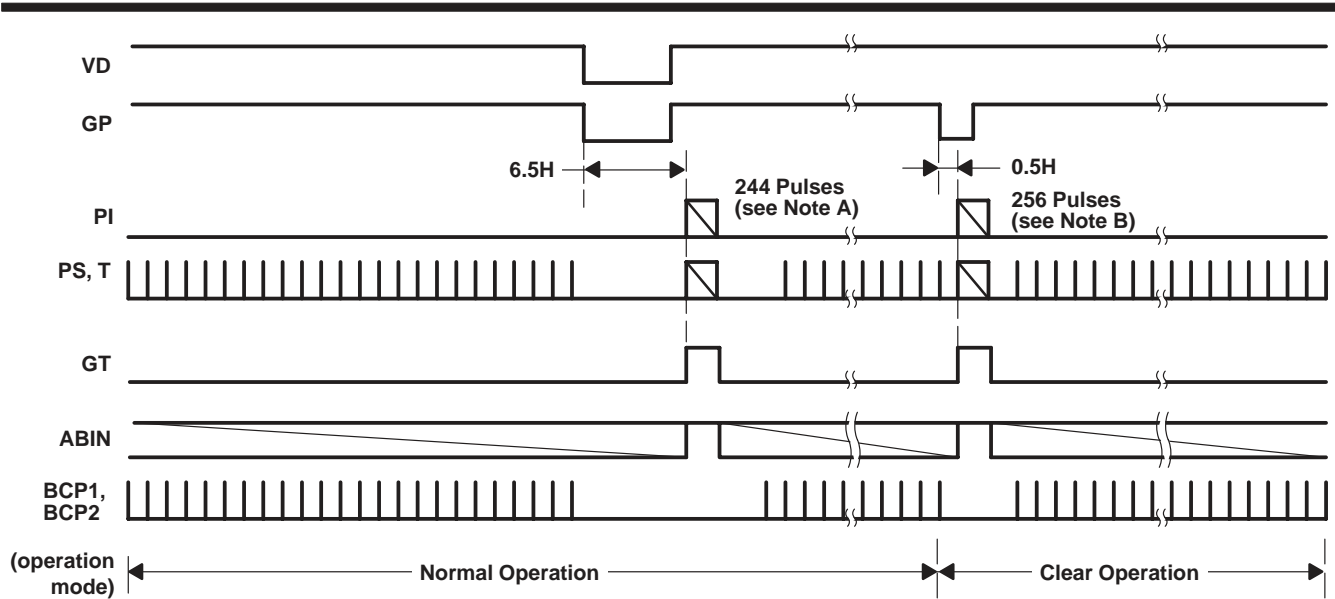 VD
GP
6.5H
0.5H
244 Pulses
(see Note A)
256 Pulses
(see Note B)
PI
PS, T
GT
ABIN
BCP1,
BCP2
(operation
mode)
Normal Operation
Clear Operation